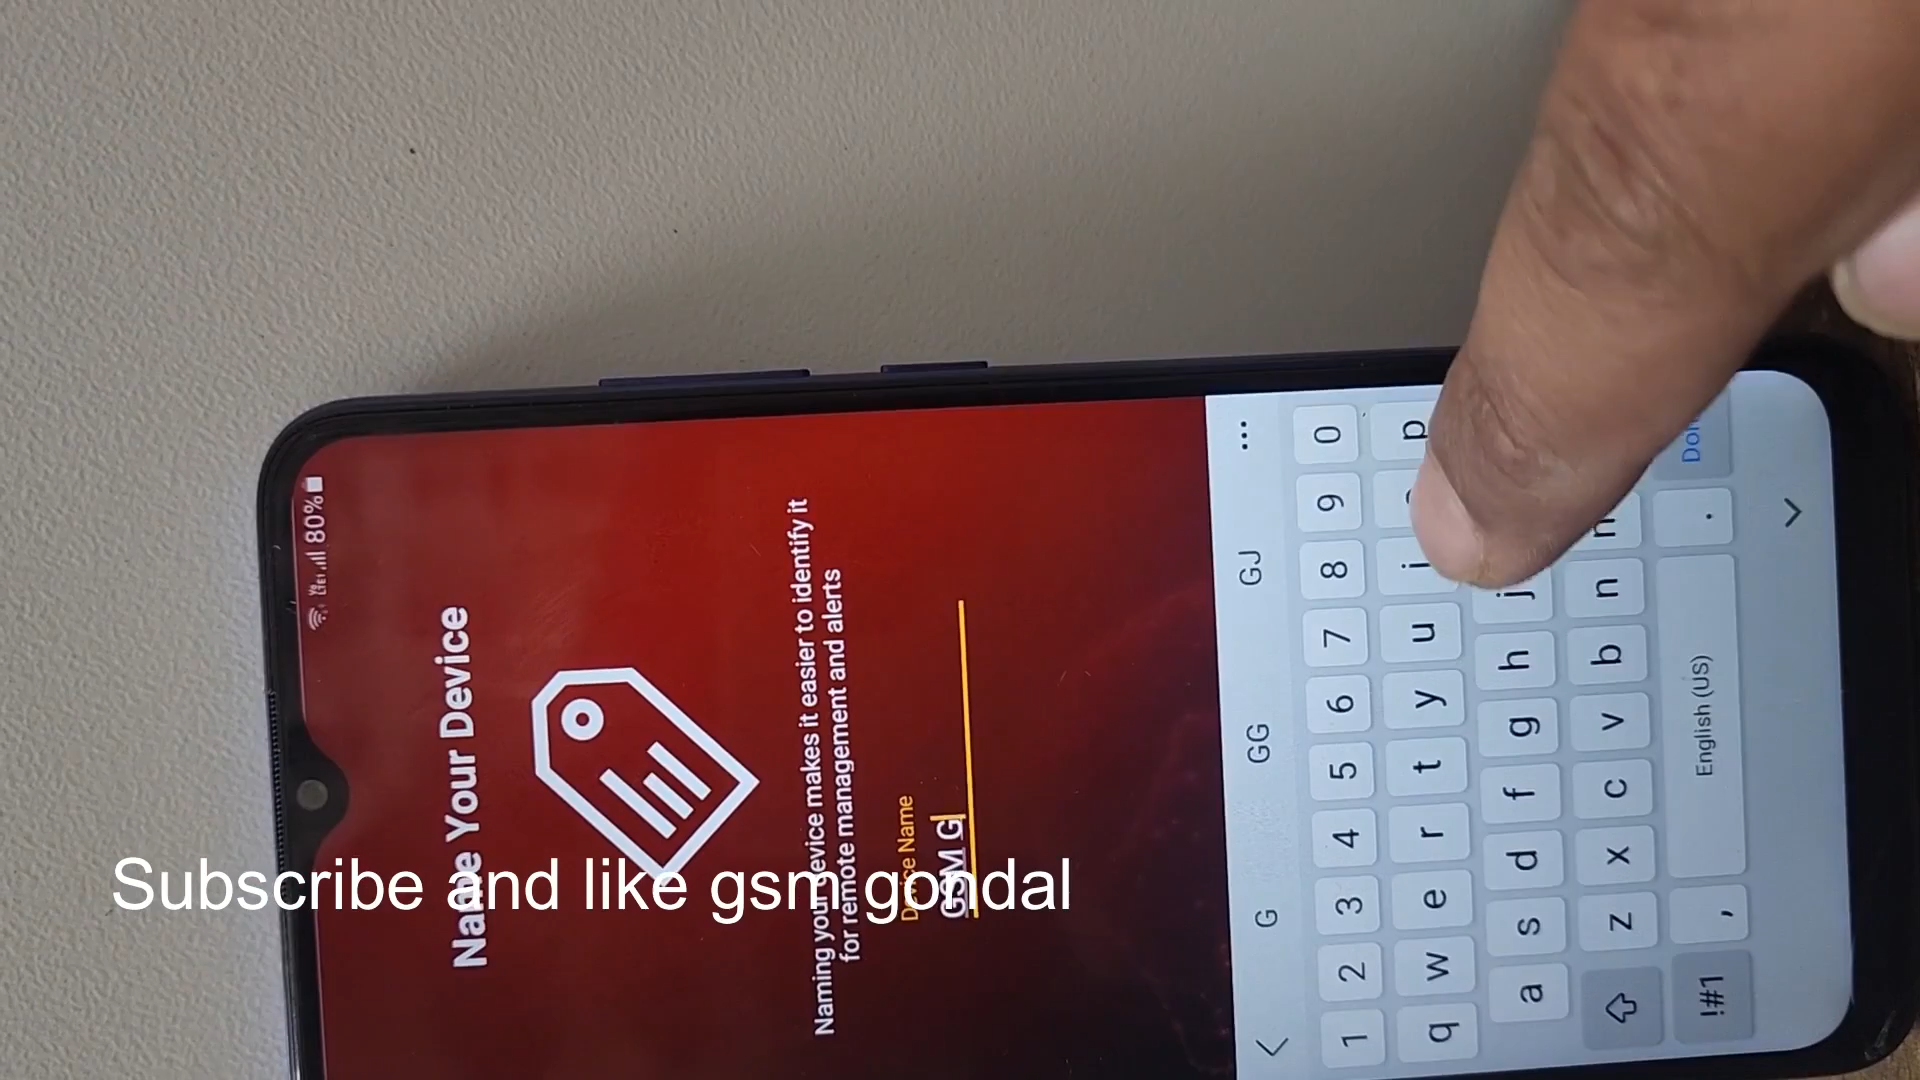 80%
Name Your Device
Naming your device makes it easier to identify it
for remote management and alerts
Device Name
GSM G
G GG GJ ...
1 2 3 4 5 6 7 8 9 0
q w e r t y u i p
a s d f g h j
z x c v b n m
!#1 , English (US) .
Subscribe and like gsm gondal